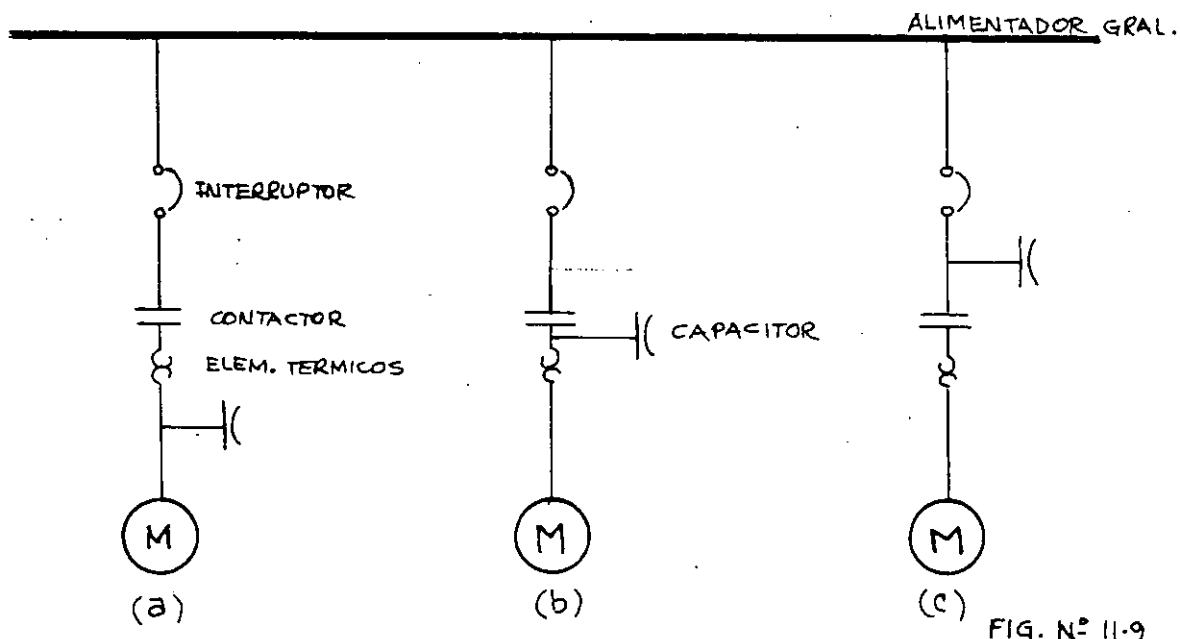 ALIMENTADOR GRAL.
INTERRUPTOR
CONTACTOR
CAPACITOR
ELEM. TERMICOS
M
M
M
(a)
(b)
(c)
FIG. Nº 11.9